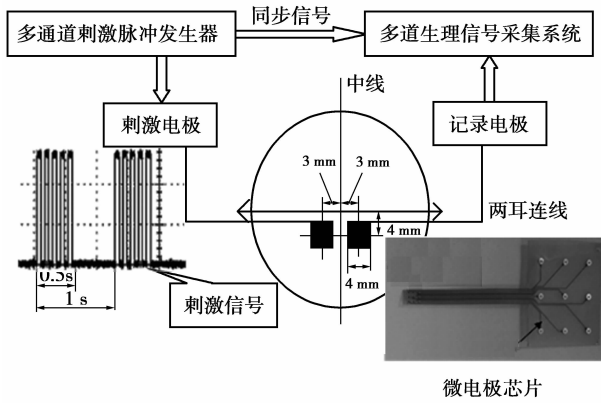 多通道刺激脉冲发生器
同步信号
多道生理信号采集系统
中线
刺激电极
记录电极
3 mm
3 mm
两耳连线
4 mm
4 mm
0.5s
1 s
刺激信号
微电极芯片